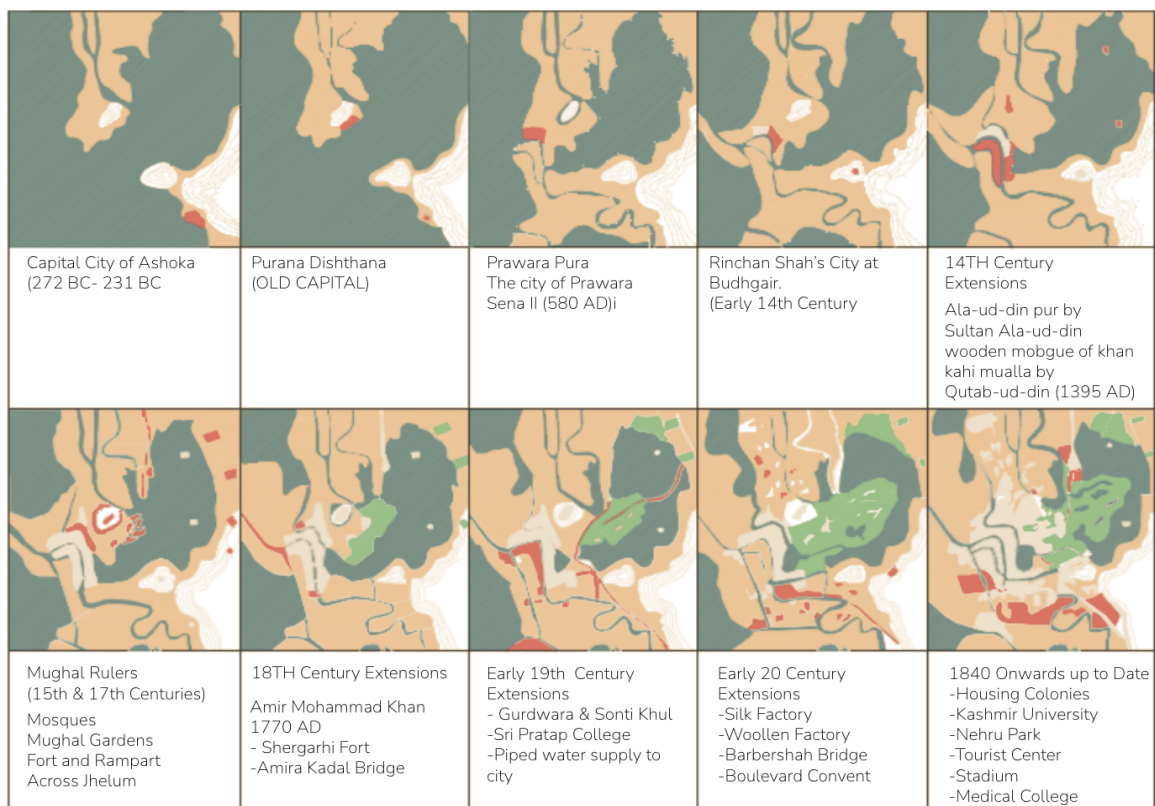 Capital City of Ashoka
(272 BC- 231 BC
Purana Dishthana
(OLD CAPITAL)
Prawara Pura
The city of Prawara
Sena II (580 AD)i
Rinchan Shah's City at
Budhgair.
(Early 14th Century
14TH Century
Extensions
Ala-ud-din pur by
Sultan Ala-ud-din
wooden mobgue of khan
kahi mualla by
Qutab-ud-din (1395 AD)
Mughal Rulers
(15th & 17th Centuries)
Mosques
Mughal Gardens
Fort and Rampart
Across Jhelum
18TH Century Extensions
Amir Mohammad Khan
1770 AD
- Shergarhi Fort
-Amira Kadal Bridge
Early 19th Century
Extensions
- Gurdwara & Sonti Khul
-Sri Pratap College
-Piped water supply to
city
Early 20 Century
Extensions
-Silk Factory
-Woollen Factory
-Barbershah Bridge
-Boulevard Convent
1840 Onwards up to Date
-Housing Colonies
-Kashmir University
-Nehru Park
-Tourist Center
-Stadium
-Medical College